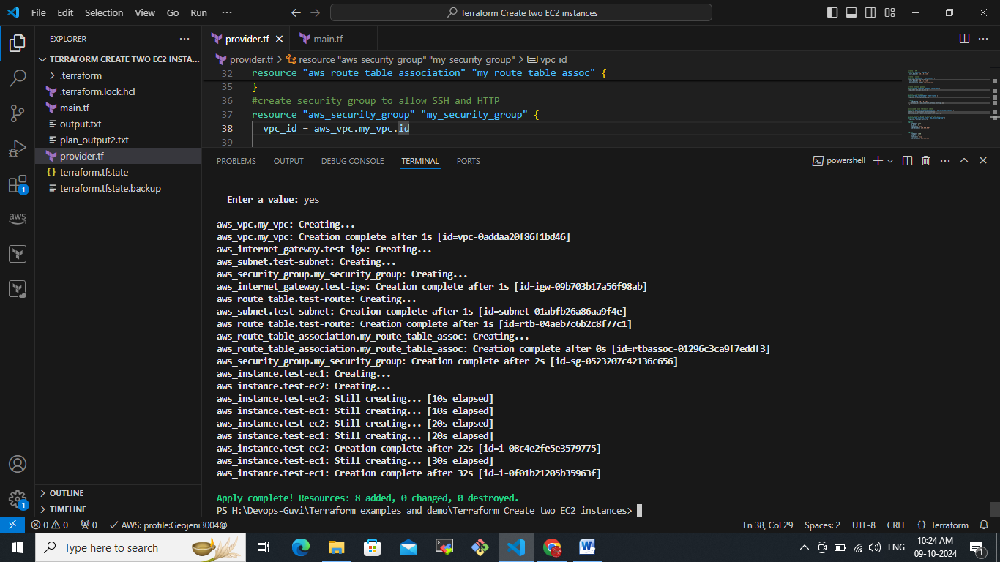 File Edit Selection View Go Run ···
Terraform Create two EC2 instances
EXPLORER ···
TERRAFORM CREATE TWO EC2 INSTA...
.terraform
.terraform.lock.hcl
main.tf
output.txt
plan_output2.txt
provider.tf
terraform.tfstate
terraform.tfstate.backup
OUTLINE
TIMELINE
1
aws
1
provider.tf main.tf
provider.tf > resource "aws_security_group" "my_security_group" > vpc_id
32 resource "aws_route_table_association" "my_route_table_assoc" {
35 }
36 #create security group to allow SSH and HTTP
37 resource "aws_security_group" "my_security_group" {
38 vpc_id = aws_vpc.my_vpc.id
39
PROBLEMS OUTPUT DEBUG CONSOLE TERMINAL PORTS powershell
Enter a value: yes
aws_vpc.my_vpc: Creating...
aws_vpc.my_vpc: Creation complete after 1s [id=vpc-0addaa20f86f1bd46]
aws_internet_gateway.test-igw: Creating...
aws_subnet.test-subnet: Creating...
aws_security_group.my_security_group: Creating...
aws_internet_gateway.test-igw: Creation complete after 1s [id=igw-09b703b17a56f98ab]
aws_route_table.test-route: Creating...
aws_subnet.test-subnet: Creation complete after 1s [id=subnet-01abfb26a86aa9f4e]
aws_route_table.test-route: Creation complete after 1s [id=rtb-04aeb7c6b2c8f77c1]
aws_route_table_association.my_route_table_assoc: Creating...
aws_route_table_association.my_route_table_assoc: Creation complete after 0s [id=rtbassoc-01296c3ca9f7eddf3]
aws_security_group.my_security_group: Creation complete after 2s [id=sg-0523207c42136c656]
aws_instance.test-ec1: Creating...
aws_instance.test-ec2: Creating...
aws_instance.test-ec2: Still creating... [10s elapsed]
aws_instance.test-ec1: Still creating... [10s elapsed]
aws_instance.test-ec2: Still creating... [20s elapsed]
aws_instance.test-ec1: Still creating... [20s elapsed]
aws_instance.test-ec2: Creation complete after 22s [id=i-08c4e2fe5e3579775]
aws_instance.test-ec1: Still creating... [30s elapsed]
aws_instance.test-ec1: Creation complete after 32s [id=i-0f01b21205b35963f]
Apply complete! Resources: 8 added, 0 changed, 0 destroyed.
PS H:\Devops-Guvi\Terraform examples and demo\Terraform Create two EC2 instances>
0 0 0 AWS: profile:Geojeni3004@ Ln 38, Col 29 Spaces: 2 UTF-8 CRLF {} Terraform
Type here to search
ENG
10:24 AM
09-10-2024
1